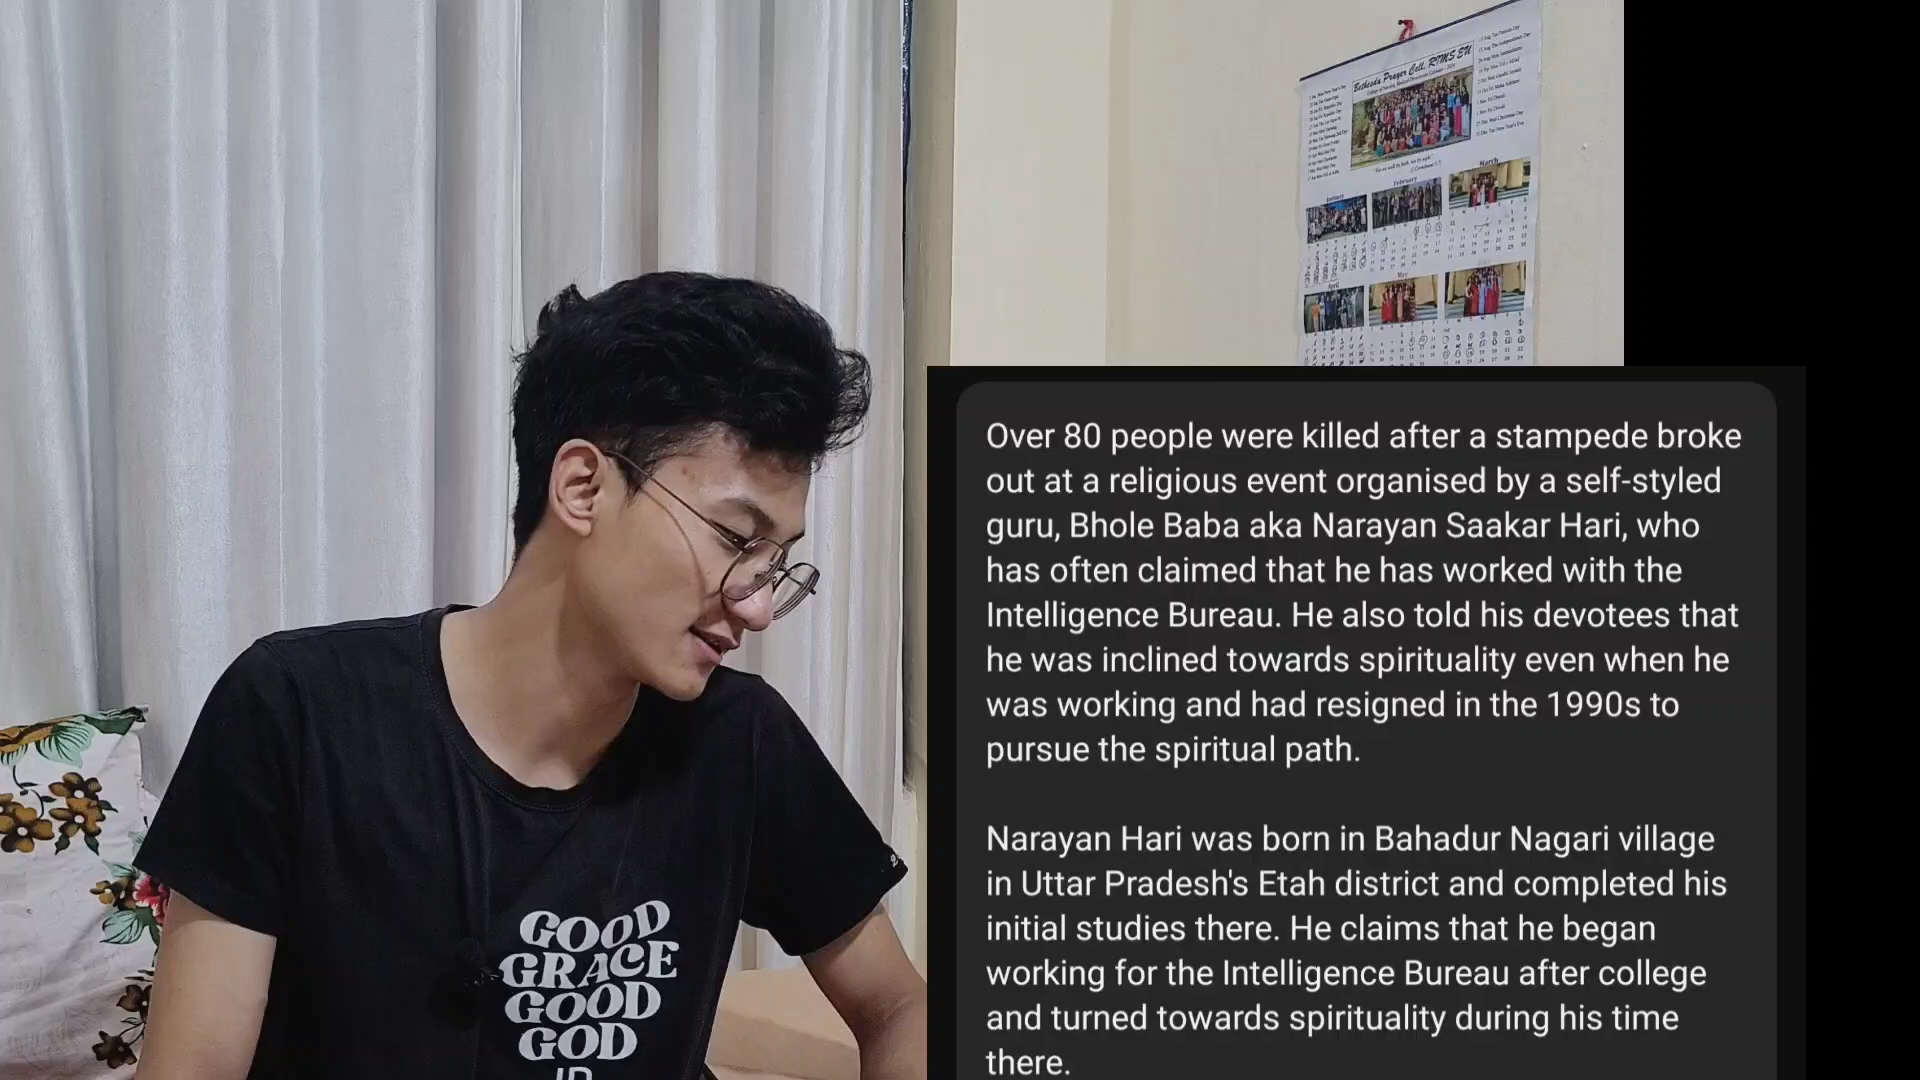 Bethesda Prayer Cell, RIMS
February
March
January
May
April
Over 80 people were killed after a stampede broke
out at a religious event organised by a self-styled
guru, Bhole Baba aka Narayan Saakar Hari, who
has often claimed that he has worked with the
Intelligence Bureau. He also told his devotees that
he was inclined towards spirituality even when he
was working and had resigned in the 1990s to
pursue the spiritual path.
Narayan Hari was born in Bahadur Nagari village
in Uttar Pradesh's Etah district and completed his
initial studies there. He claims that he began
working for the Intelligence Bureau after college
and turned towards spirituality during his time
there.
GOOD
GRACE
GOOD
GOD